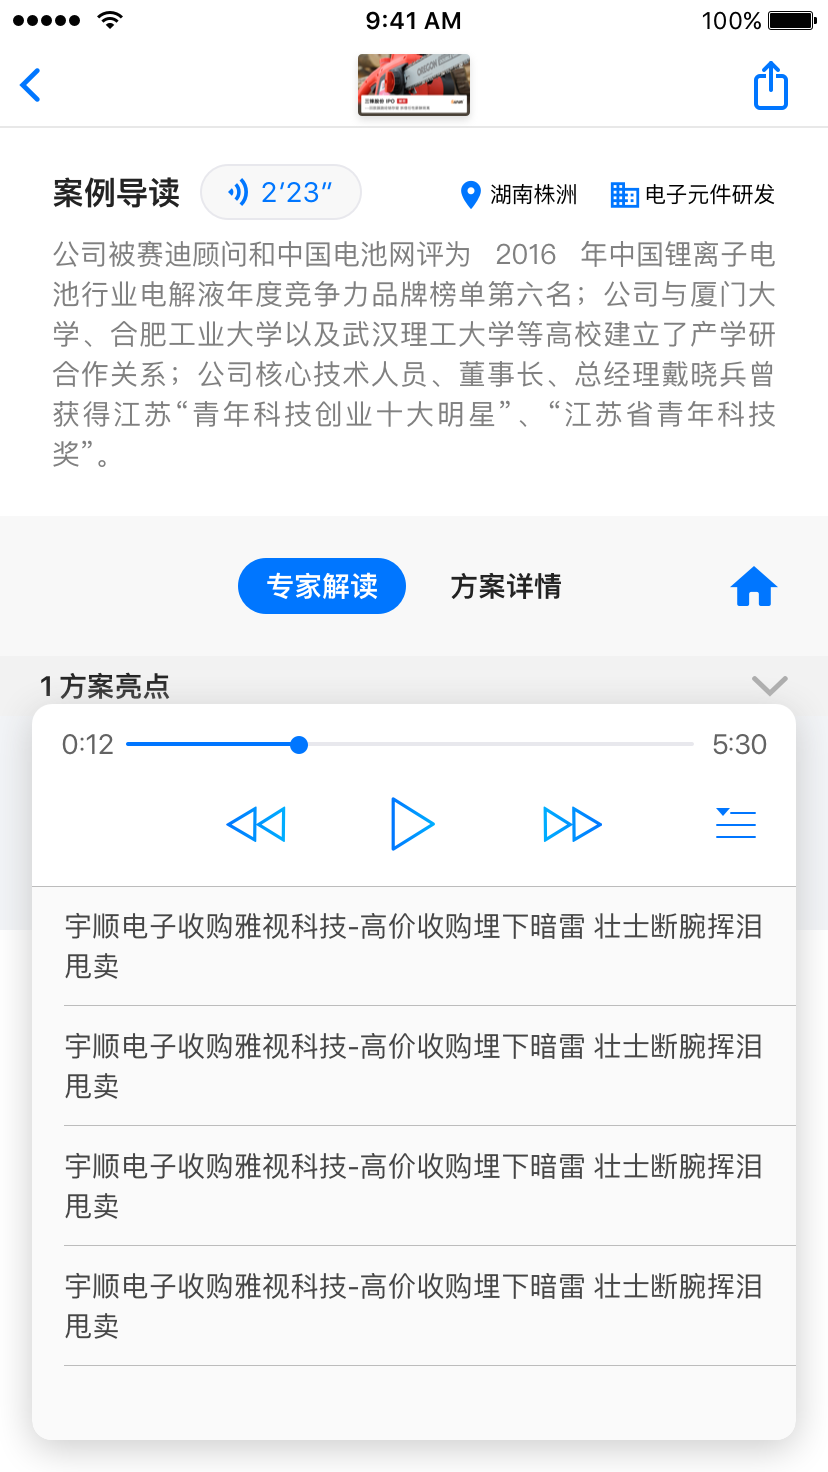 9:41 AM
100%
OREGON
三锋股份 IPO
案例导读
2′23″
湖南株洲
电子元件研发
公司被赛迪顾问和中国电池网评为 2016 年中国锂离子电
池行业电解液年度竞争力品牌榜单第六名；公司与厦门大
学、合肥工业大学以及武汉理工大学等高校建立了产学研
合作关系；公司核心技术人员、董事长、总经理戴晓兵曾
获得江苏“青年科技创业十大明星”、“江苏省青年科技
奖”。
专家解读
方案详情
1 方案亮点
0:12
5:30
宇顺电子收购雅视科技-高价收购埋下暗雷 壮士断腕挥泪
甩卖
宇顺电子收购雅视科技-高价收购埋下暗雷 壮士断腕挥泪
甩卖
宇顺电子收购雅视科技-高价收购埋下暗雷 壮士断腕挥泪
甩卖
宇顺电子收购雅视科技-高价收购埋下暗雷 壮士断腕挥泪
甩卖